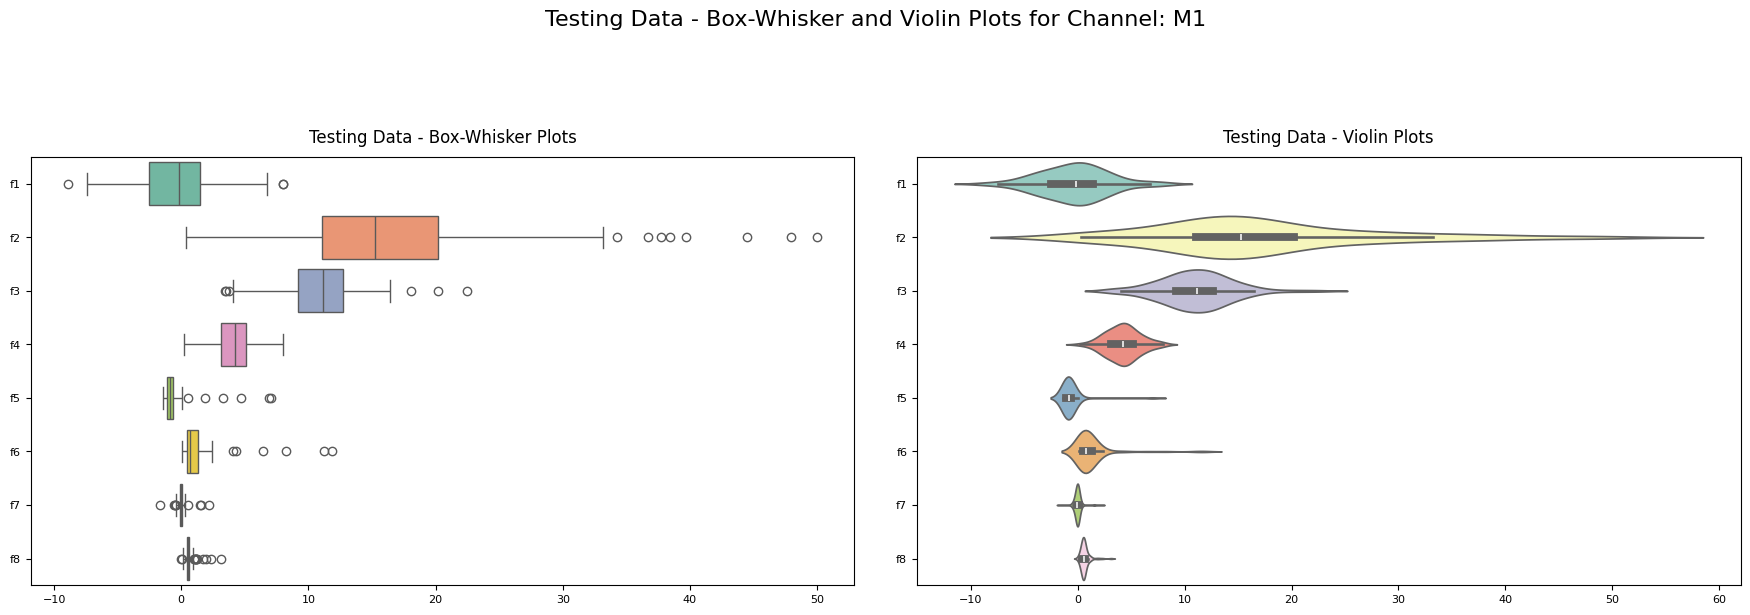 Testing Data - Box-Whisker and Violin Plots for Channel: M1
Testing Data - Box-Whisker Plots
f1
f2
f3
f4
f5
f6
f7
f8
−10 0 10 20 30 40 50
Testing Data - Violin Plots
f1
f2
f3
f4
f5
f6
f7
f8
−10 0 10 20 30 40 50 60